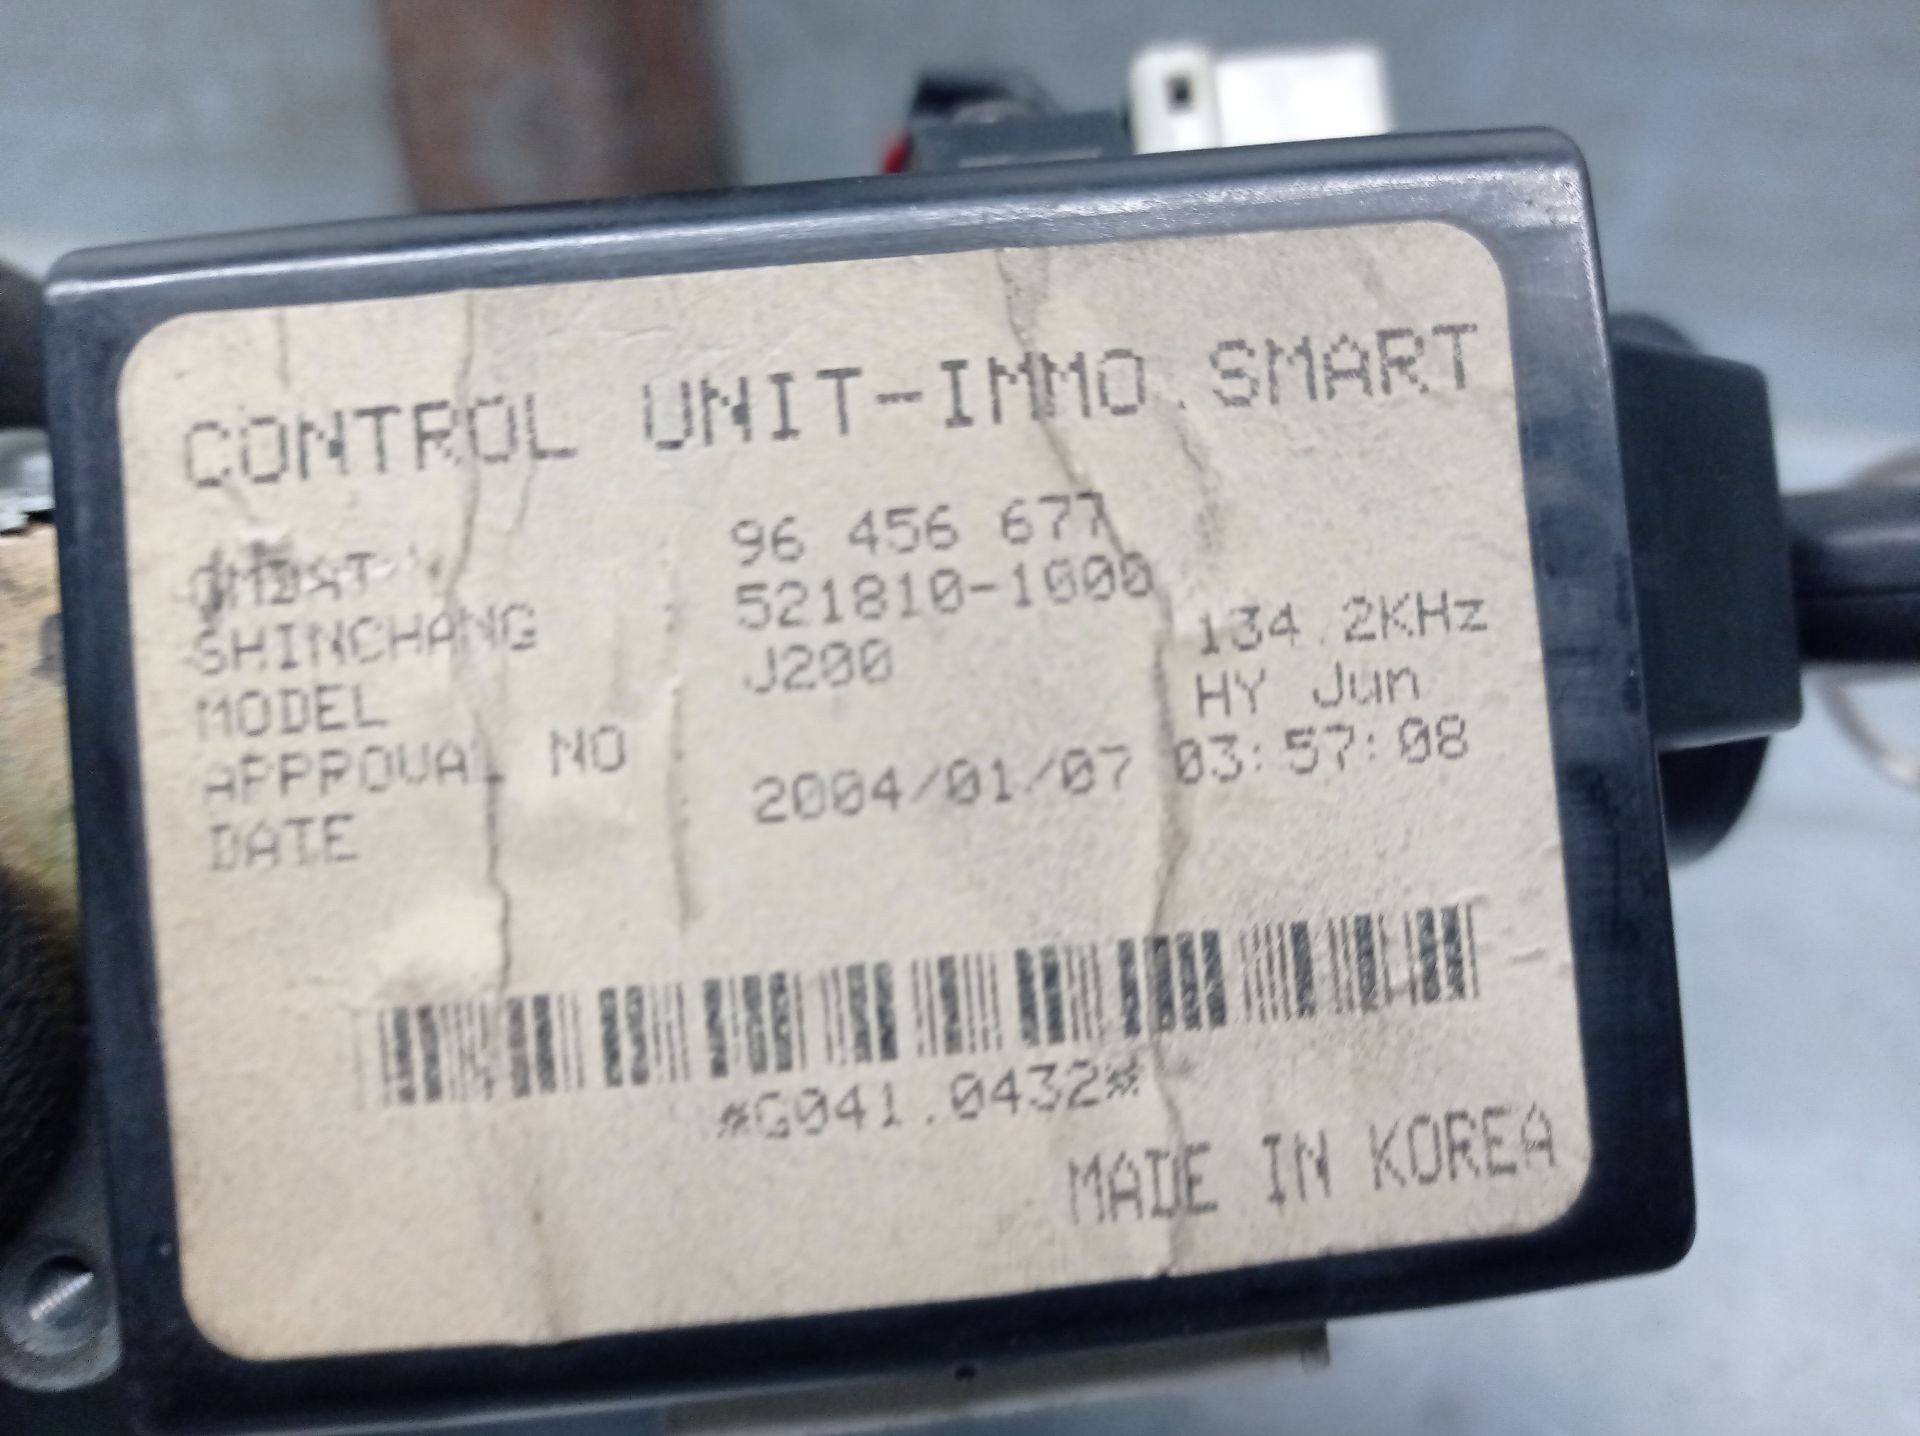 CONTROL UNIT-IMMO. SMART
96 456 677
SHINCHANG : 521810-1000
MODEL : J200 134.2KHz
APPROVAL NO : HY Jun
DATE 2004/01/07 03:57:08
*G041.0432*
MADE IN KOREA